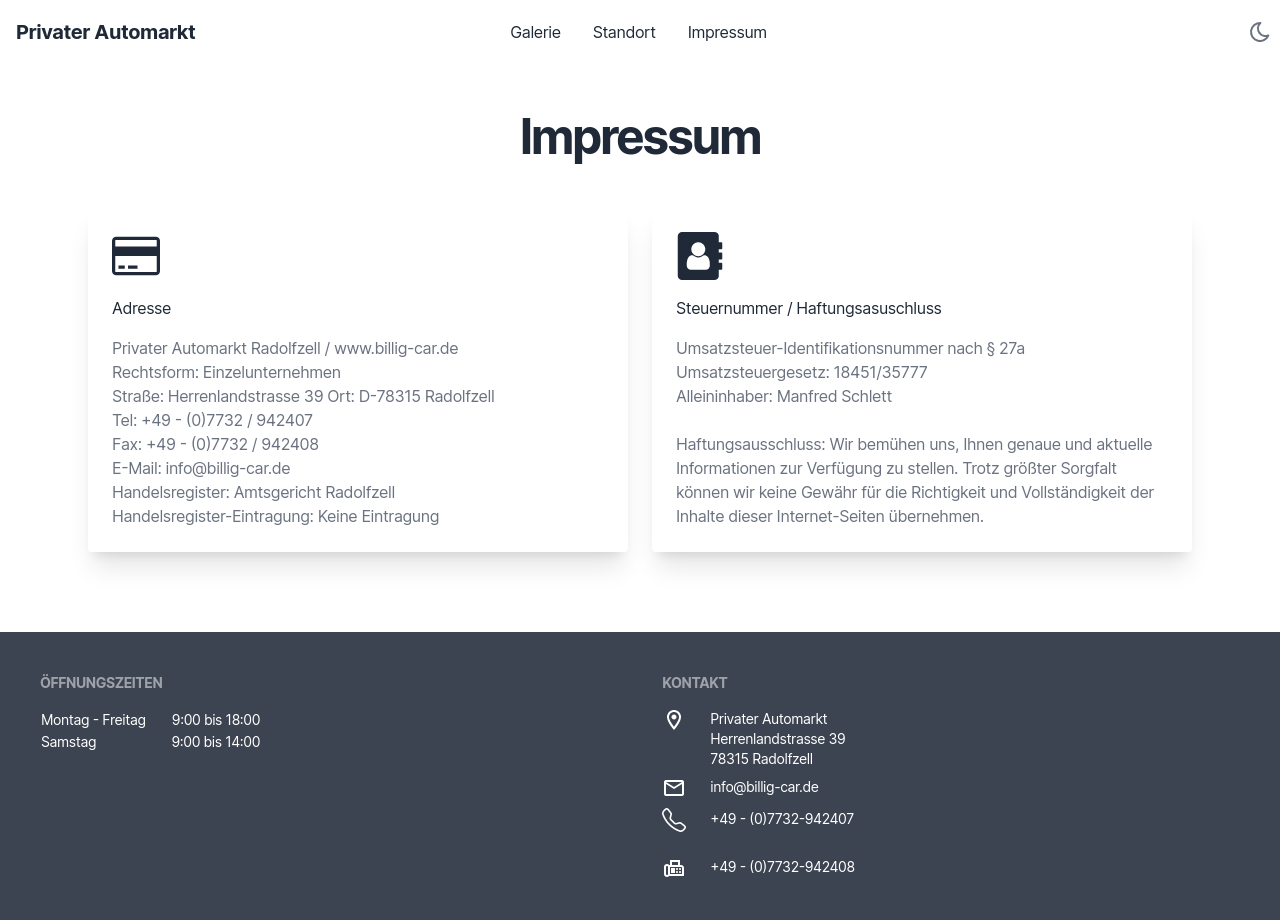 Privater Automarkt
Galerie
Standort
Impressum
Impressum
Adresse
Privater Automarkt Radolfzell / www.billig-car.de
Rechtsform: Einzelunternehmen
Straße: Herrenlandstrasse 39 Ort: D-78315 Radolfzell
Tel: +49 - (0)7732 / 942407
Fax: +49 - (0)7732 / 942408
E-Mail: info@billig-car.de
Handelsregister: Amtsgericht Radolfzell
Handelsregister-Eintragung: Keine Eintragung
Steuernummer / Haftungsasuschluss
Umsatzsteuer-Identifikationsnummer nach § 27a
Umsatzsteuergesetz: 18451/35777
Alleininhaber: Manfred Schlett
Haftungsausschluss: Wir bemühen uns, Ihnen genaue und aktuelle
Informationen zur Verfügung zu stellen. Trotz größter Sorgfalt
können wir keine Gewähr für die Richtigkeit und Vollständigkeit der
Inhalte dieser Internet-Seiten übernehmen.
ÖFFNUNGSZEITEN
Montag - Freitag 9:00 bis 18:00
Samstag 9:00 bis 14:00
KONTAKT
Privater Automarkt
Herrenlandstrasse 39
78315 Radolfzell
info@billig-car.de
+49 - (0)7732-942407
+49 - (0)7732-942408